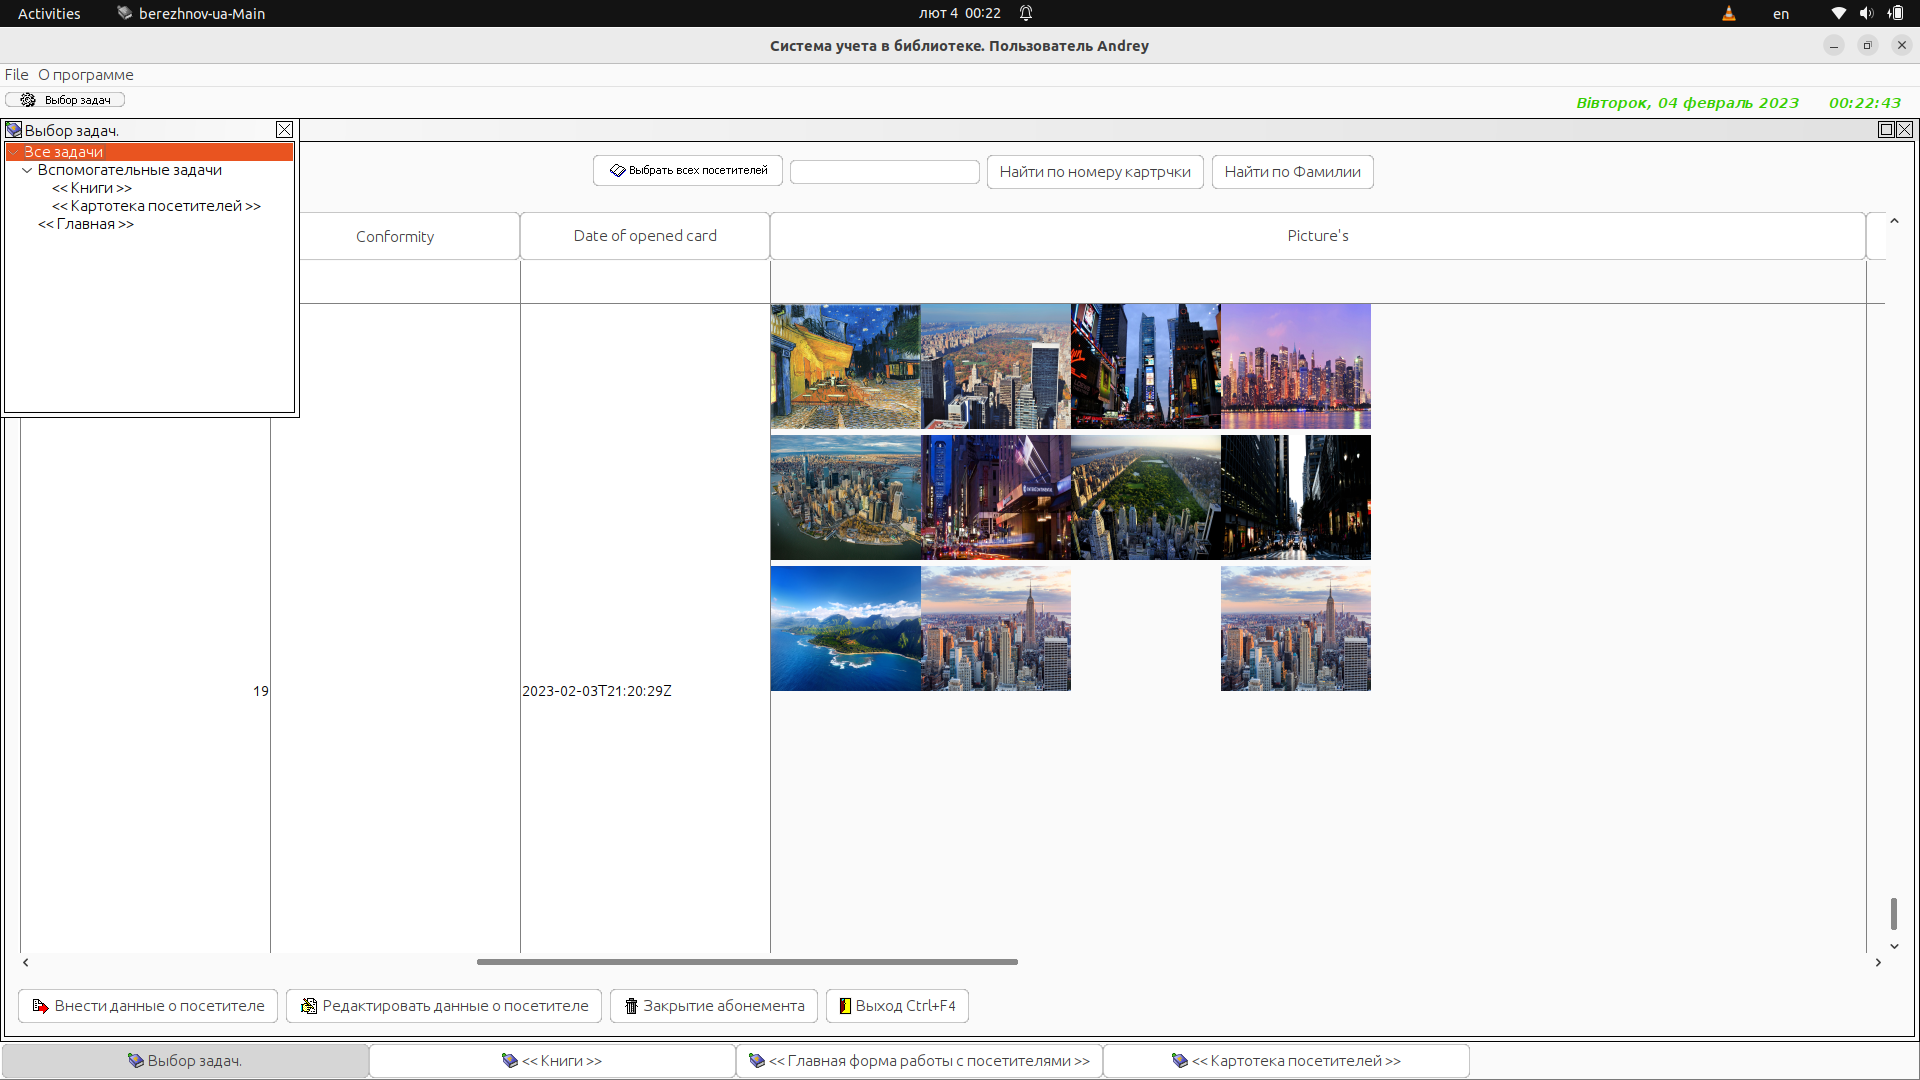 Activities berezhnov-ua-Main лют 4 00:22 en
Система учета в библиотеке. Пользователь Andrey
File О программе
Выбор задач
Вівторок, 04 февраль 2023 00:22:43
Выбор задач.
Все задачи
Вспомогательные задачи
<< Книги >>
<< Картотека посетителей >>
<< Главная >>
Выбрать всех посетителей Найти по номеру картрчки Найти по Фамилии
Conformity Date of opened card Picture's
19 2023-02-03T21:20:29Z
Внести данные о посетителе Редактировать данные о посетителе Закрытие абонемента Выход Ctrl+F4
Выбор задач. << Книги >> << Главная форма работы с посетителями >> << Картотека посетителей >>